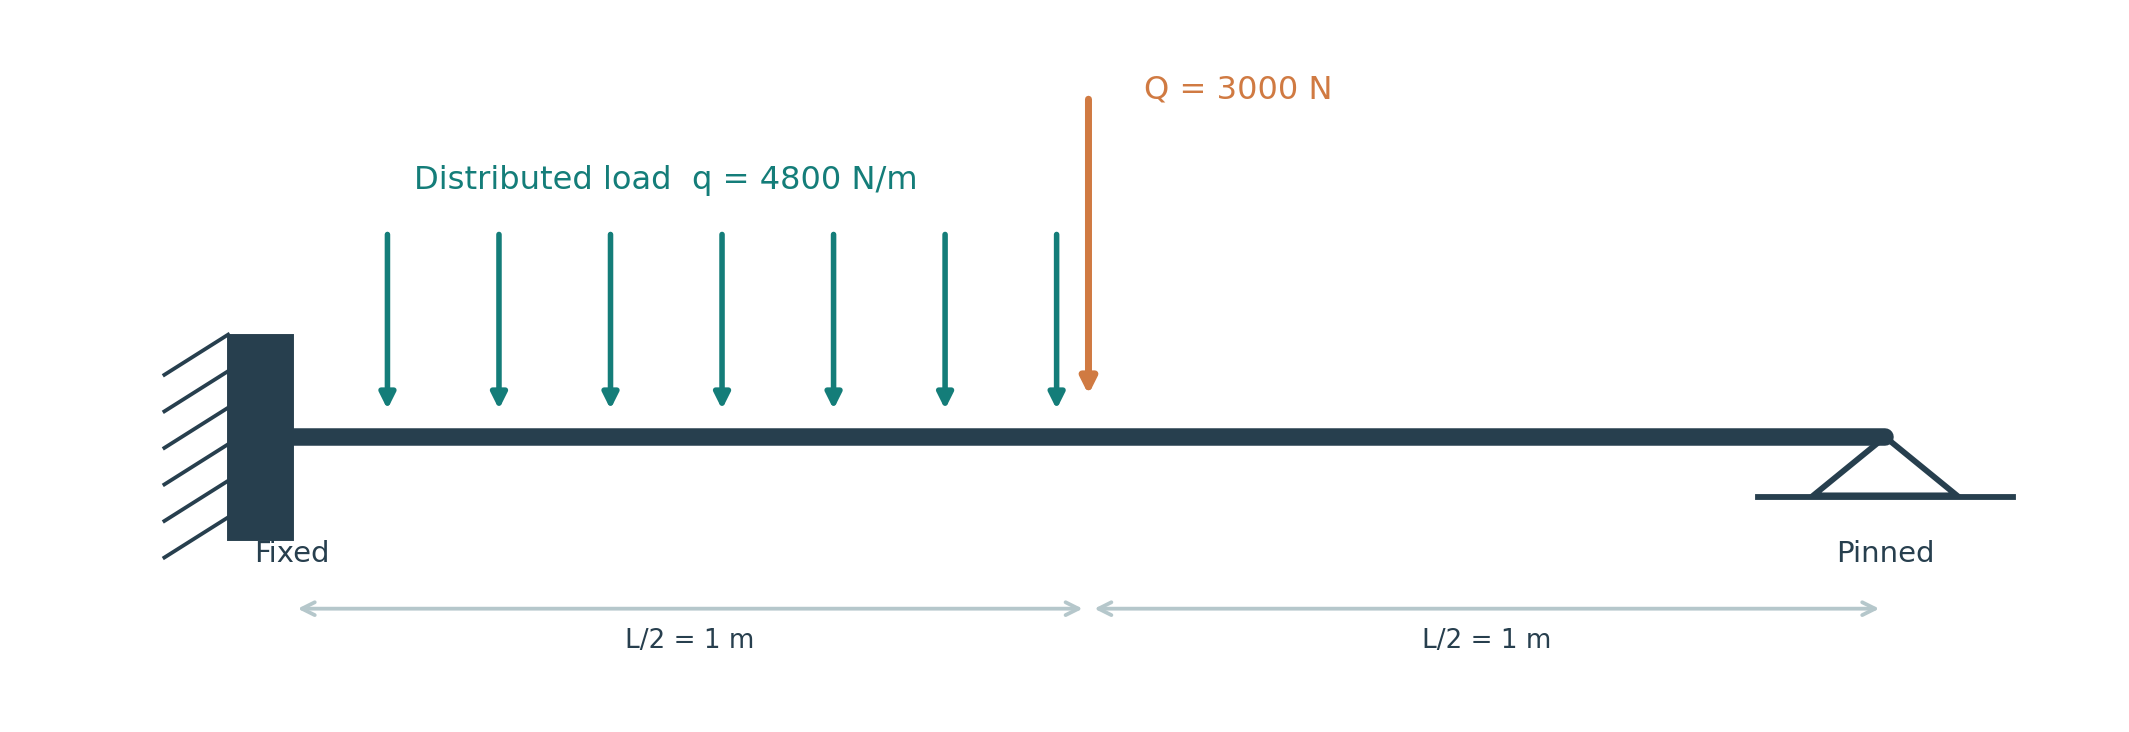 Q = 3000 N
Distributed load  q = 4800 N/m
Fixed
Pinned
L/2 = 1 m
L/2 = 1 m